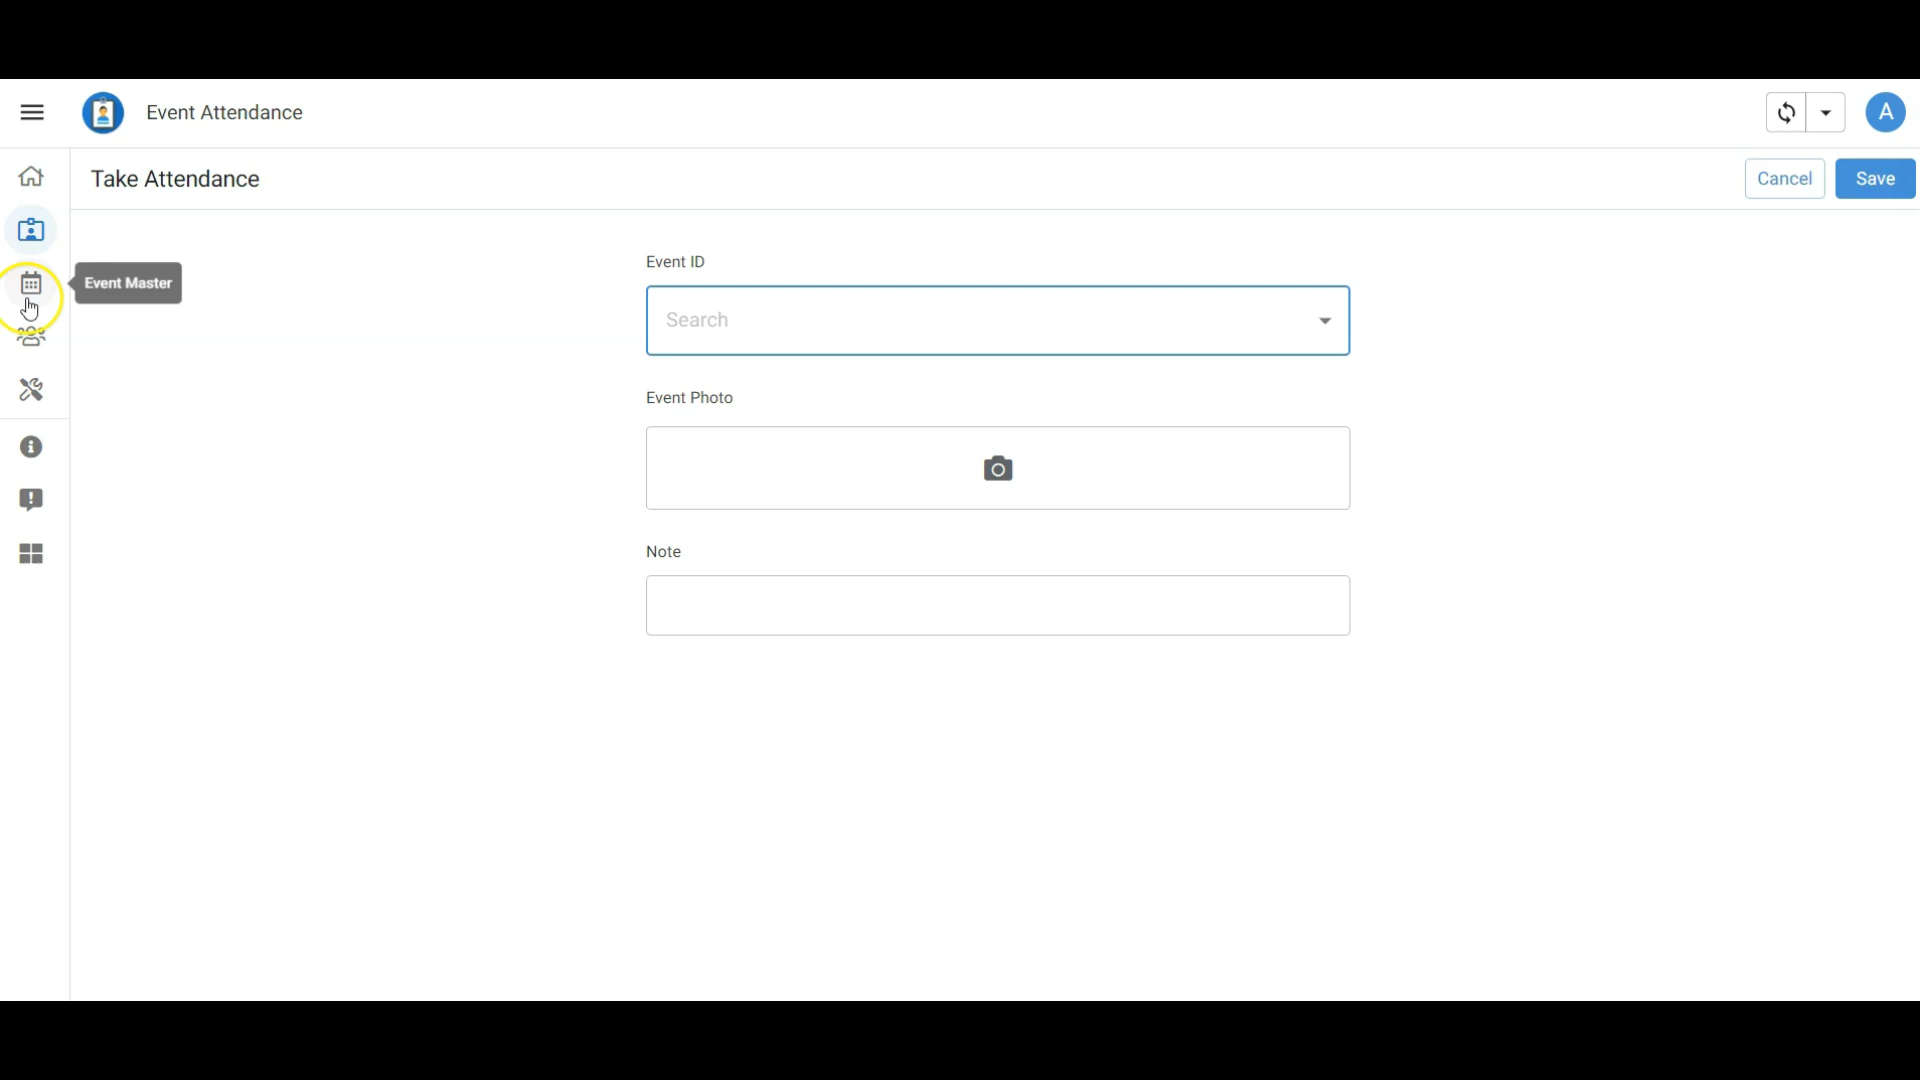 Event Attendance
A
Take Attendance
Cancel
Save
Event ID
Event Master
Search
Event Photo
Note